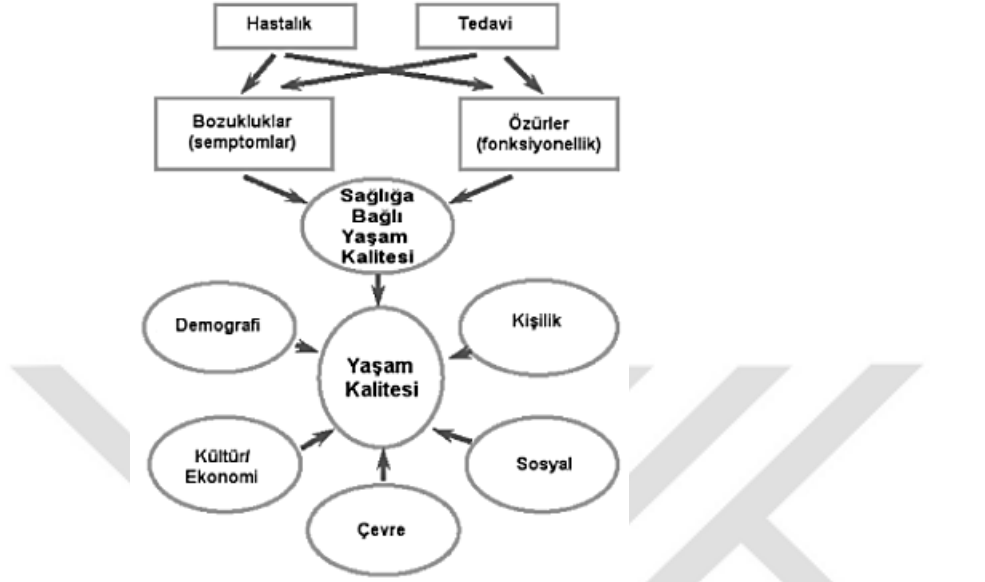 Hastalık
Tedavi
Bozukluklar
(semptomlar)
Özürler
(fonksiyonellik)
Sağlığa
Bağlı
Yaşam
Kalitesi
Demografi
Kişilik
Yaşam
Kalitesi
Kültür/
Ekonomi
Sosyal
Çevre